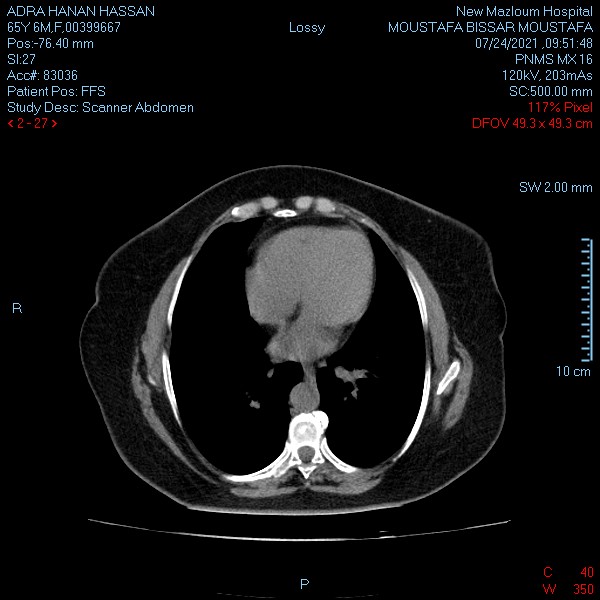 ADRA HANAN HASSAN
65Y 6M,F,00399667
Pos:-76.40 mm
SI:27
Acc#: 83036
Patient Pos: FFS
Study Desc: Scanner Abdomen
< 2 - 27 >
Lossy
New Mazloum Hospital
MOUSTAFA BISSAR MOUSTAFA
07/24/2021 ,09:51:48
PNMS MX 16
120kV, 203mAs
SC:500.00 mm
117% Pixel
DFOV 49.3 x 49.3 cm
SW 2.00 mm
R
10 cm
P
C 40
W 350